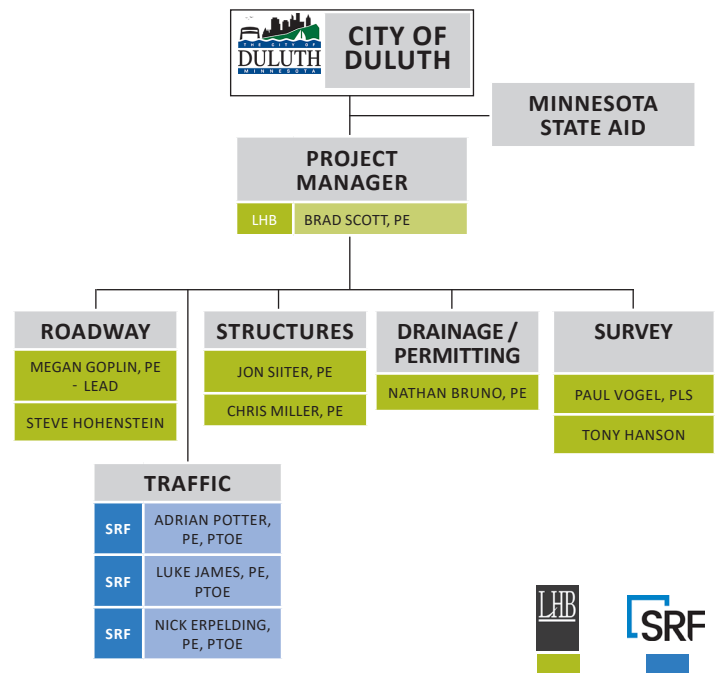 THE CITY OF
DULUTH
MINNESOTA
CITY OF
DULUTH
MINNESOTA
STATE AID
PROJECT
MANAGER
LHB
BRAD SCOTT, PE
ROADWAY
MEGAN GOPLIN, PE
- LEAD
STEVE HOHENSTEIN
STRUCTURES
JON SIITER, PE
CHRIS MILLER, PE
DRAINAGE /
PERMITTING
NATHAN BRUNO, PE
SURVEY
PAUL VOGEL, PLS
TONY HANSON
TRAFFIC
SRF
ADRIAN POTTER,
PE, PTOE
SRF
LUKE JAMES, PE,
PTOE
SRF
NICK ERPELDING,
PE, PTOE
LHB
SRF